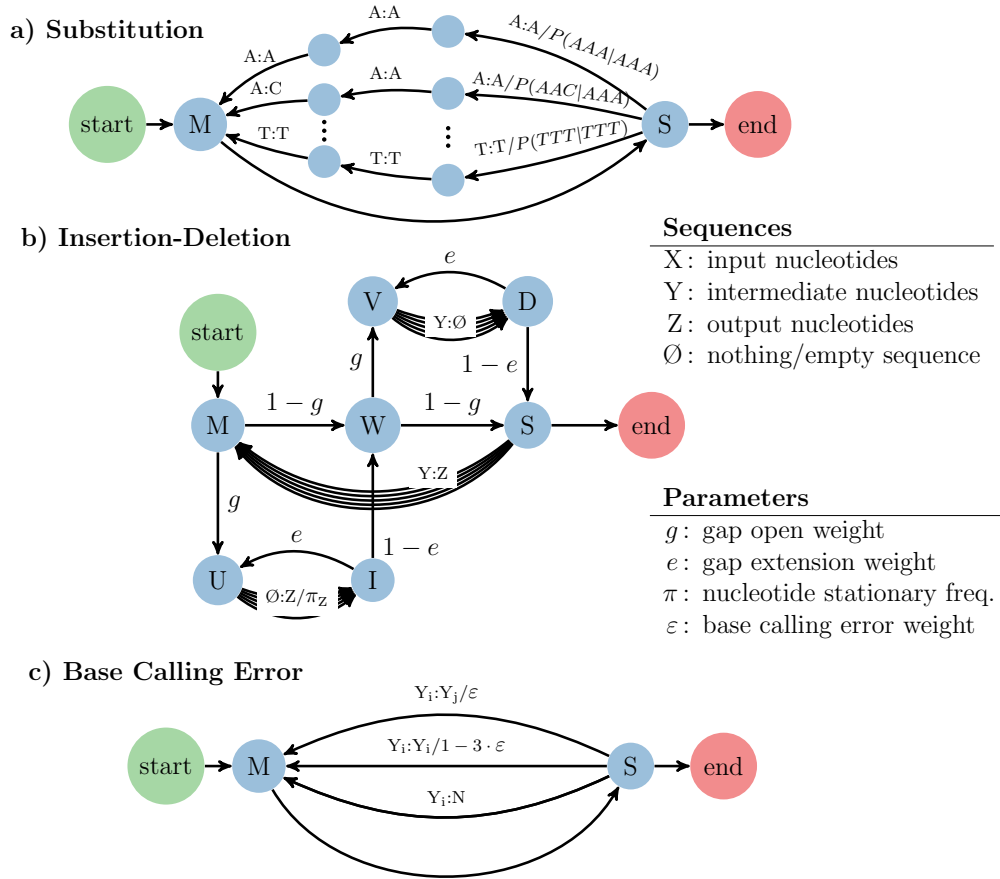 a) Substitution
A:A
A:A
A:A/P(AAA|AAA)
A:C
A:A
A:A/P(AAC|AAA)
start
M
S
end
T:T
T:T
T:T/P(TTT|TTT)
b) Insertion-Deletion
start
e
V
D
Y:Ø
g
1 − e
1 − g
1 − g
M
W
S
end
Y:Z
g
e
1 − e
U
I
Ø:Z/π_Z
Sequences
X: input nucleotides
Y: intermediate nucleotides
Z: output nucleotides
Ø: nothing/empty sequence
Parameters
g: gap open weight
e: gap extension weight
π: nucleotide stationary freq.
ε: base calling error weight
c) Base Calling Error
Y_i:Y_j/ε
Y_i:Y_i/1 − 3 · ε
start
M
S
end
Y_i:N